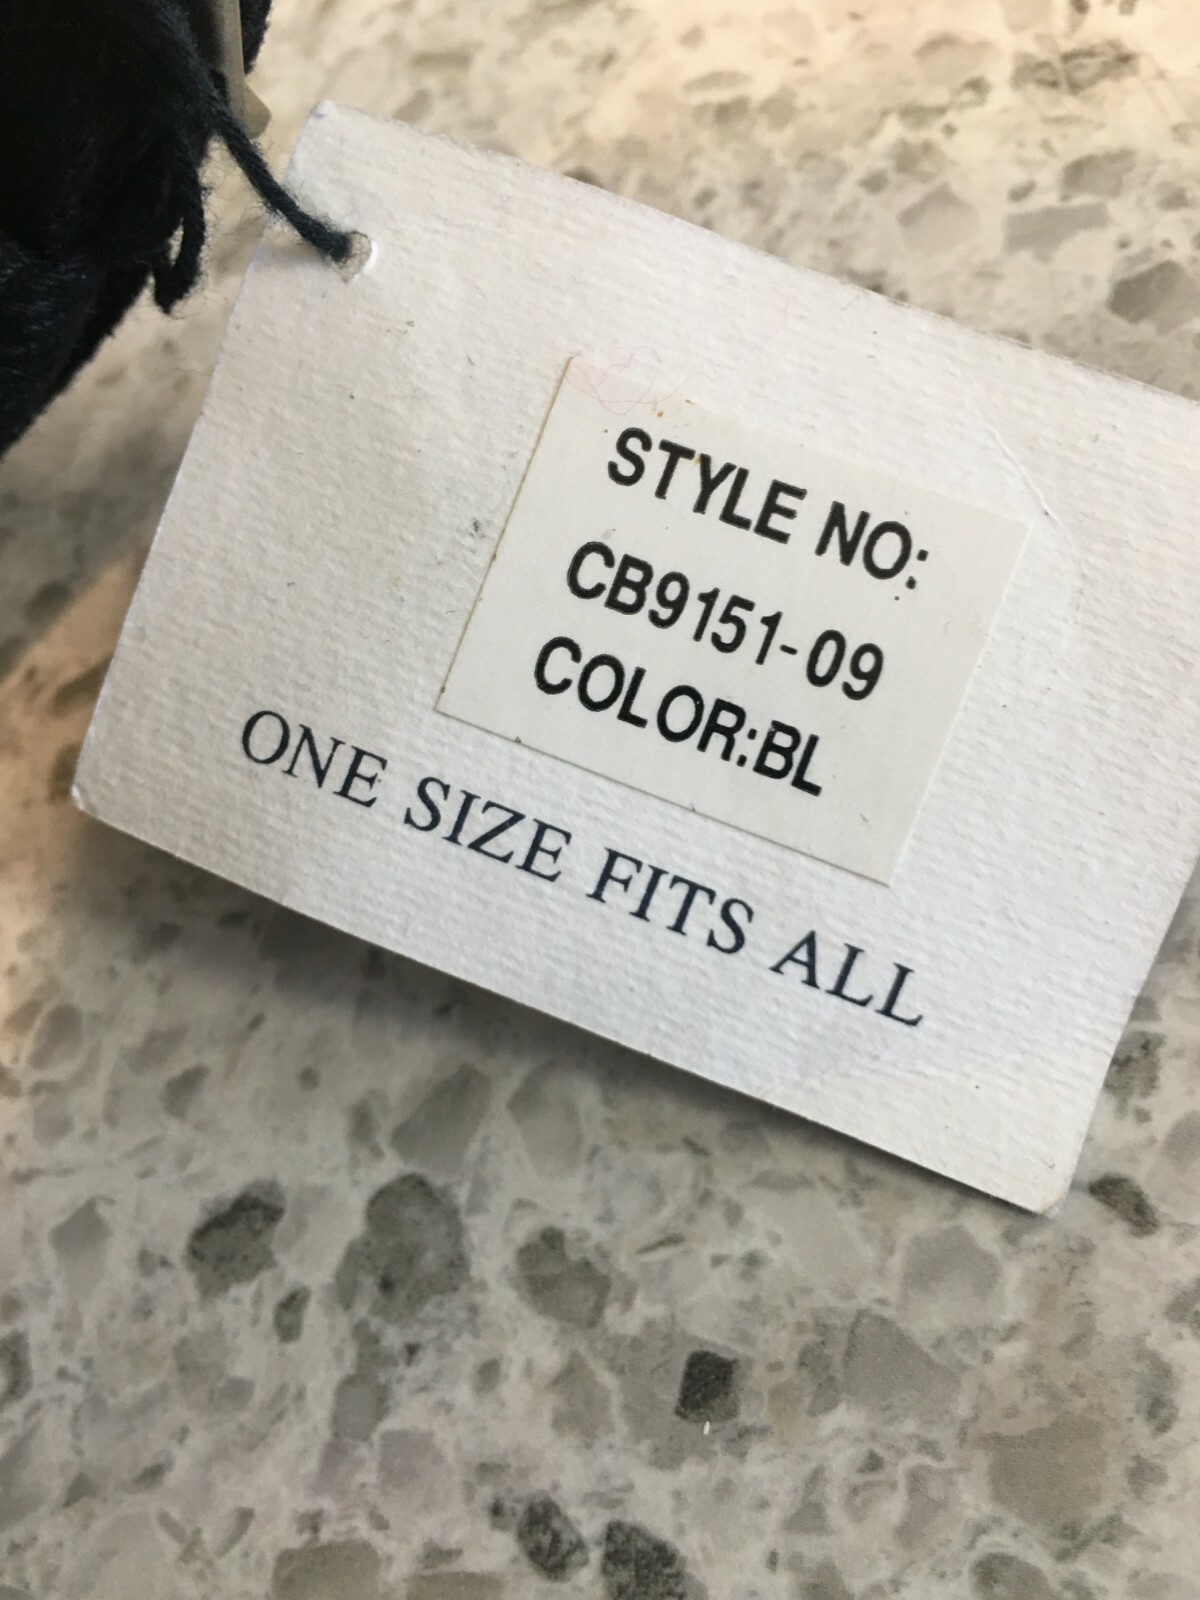 STYLE NO:
CB9151-09
COLOR:BL
ONE SIZE FITS ALL